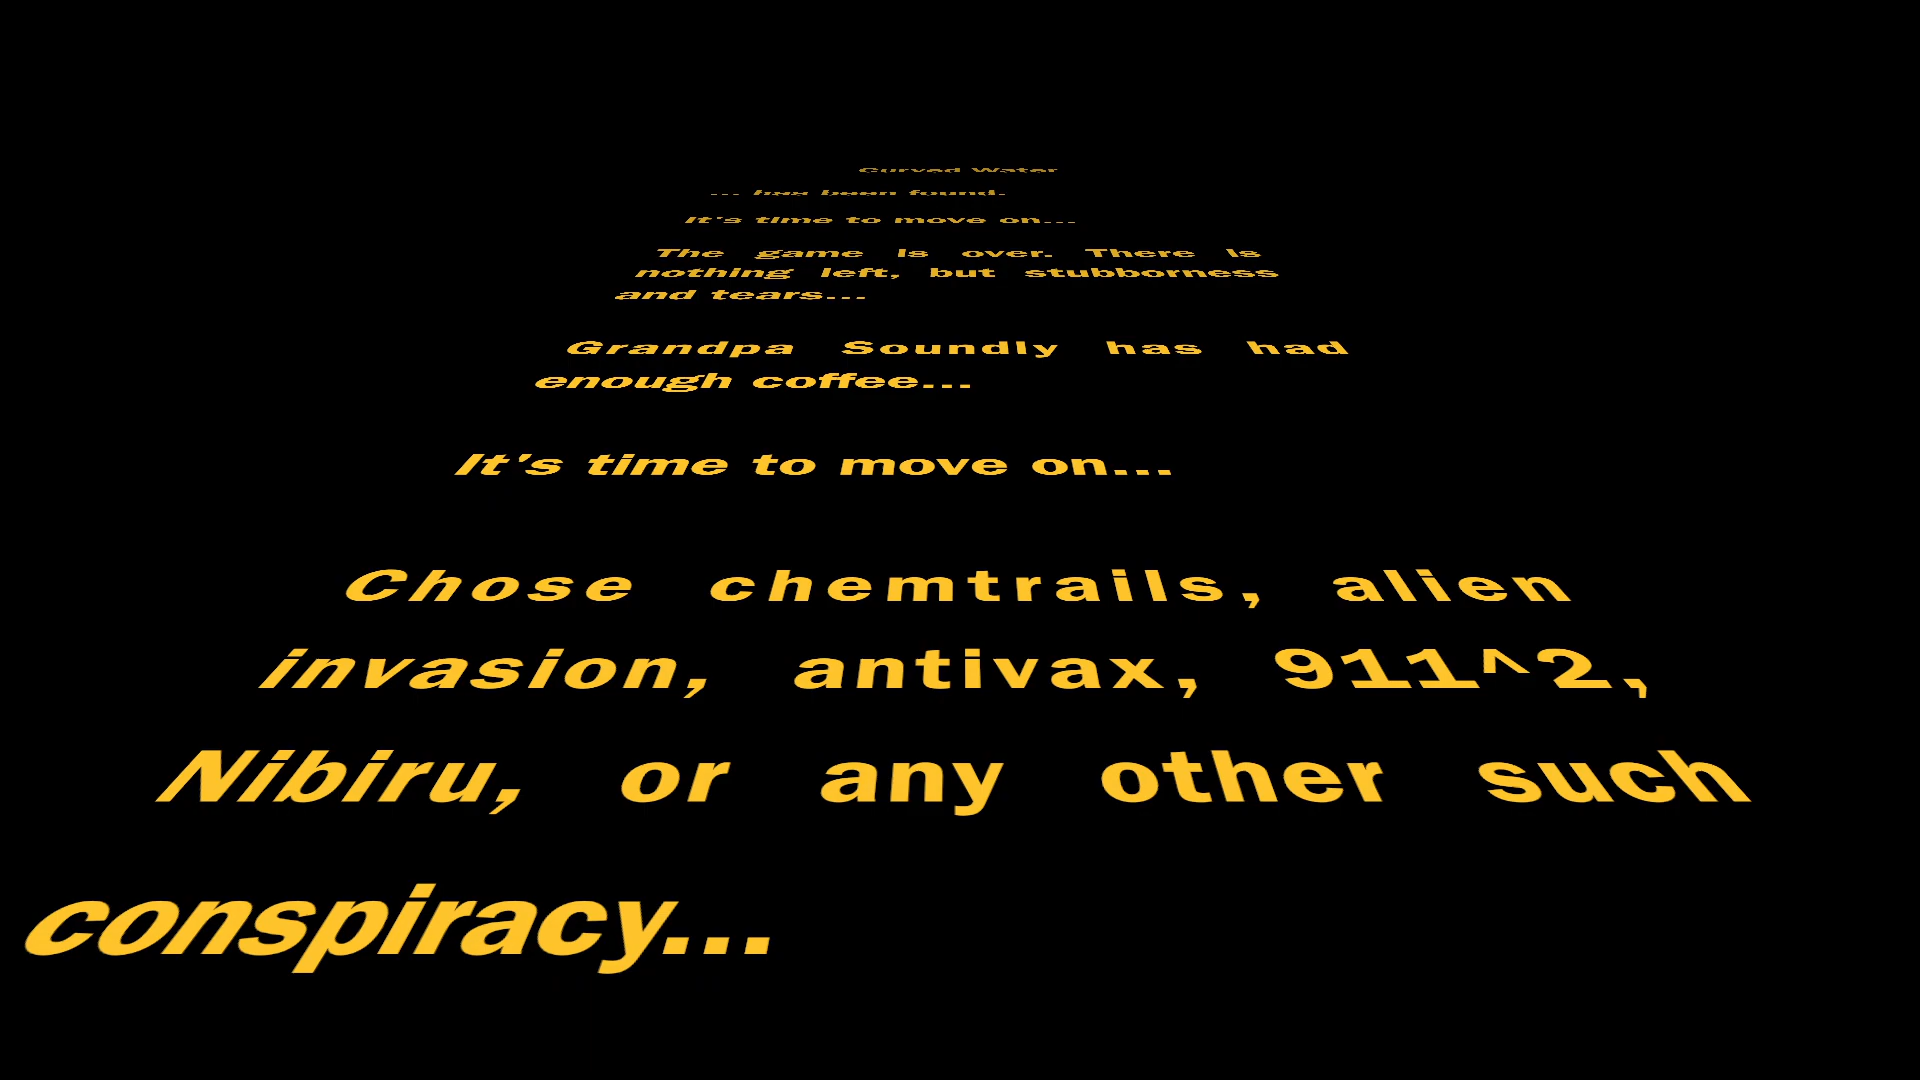 Curved Water
... has been found.
It's time to move on...
The game is over. There is
nothing left, but stubborness
and tears...
Grandpa Soundly has had
enough coffee...
It's time to move on...
Chose chemtrails, alien
invasion, antivax, 911^2,
Nibiru, or any other such
conspiracy...